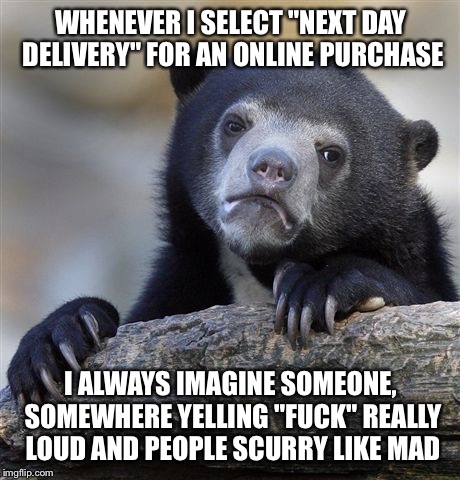 WHENEVER I SELECT "NEXT DAY
DELIVERY" FOR AN ONLINE PURCHASE
I ALWAYS IMAGINE SOMEONE,
SOMEWHERE YELLING "FUCK" REALLY
LOUD AND PEOPLE SCURRY LIKE MAD
imgflip.com